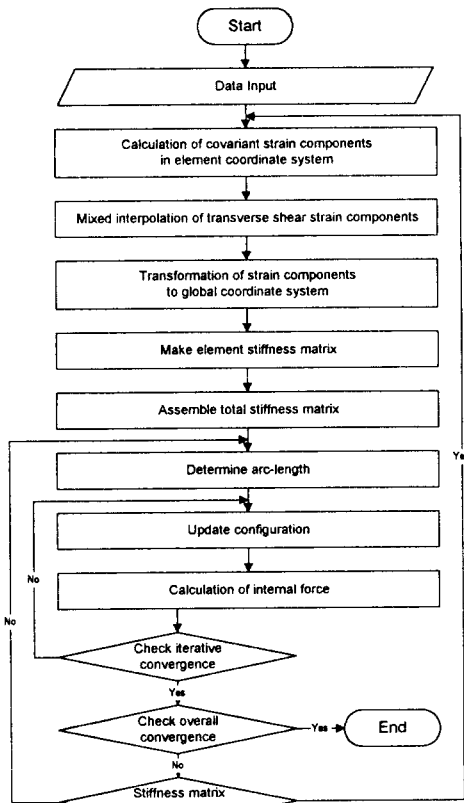 Start
Data Input
Calculation of covariant strain components
in element coordinate system
Mixed interpolation of transverse shear strain components
Transformation of strain components
to global coordinate system
Make element stiffness matrix
Assemble total stiffness matrix
Ye
Determine arc-length
Update configuration
No
Calculation of internal force
No
Check iterative
convergence
Yes
Check overall
convergence
Yes
End
No
Stiffness matrix